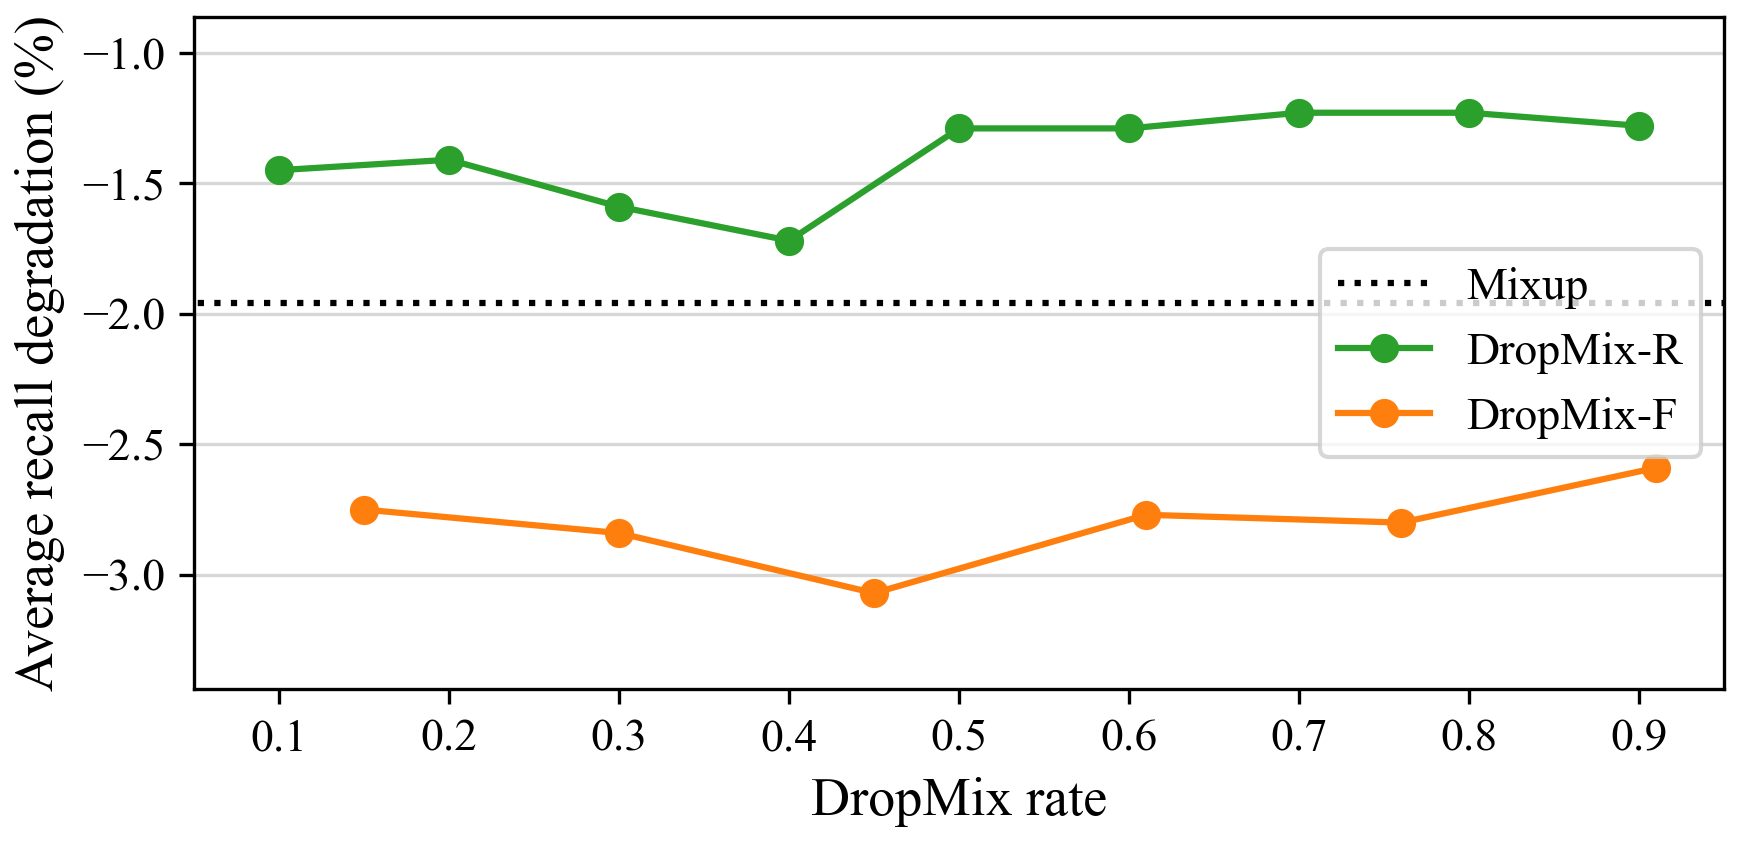 Average recall degradation (%)
−1.0
−1.5
−2.0
−2.5
−3.0
Mixup
DropMix-R
DropMix-F
0.1 0.2 0.3 0.4 0.5 0.6 0.7 0.8 0.9
DropMix rate